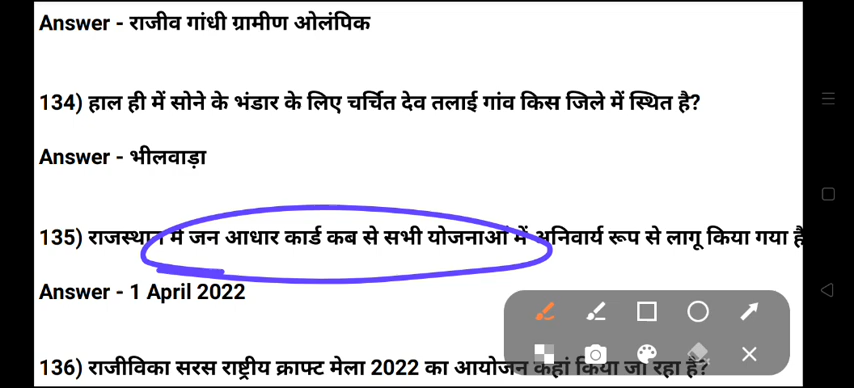 Answer - राजीव गांधी ग्रामीण ओलंपिक
134) हाल ही में सोने के भंडार के लिए चर्चित देव तलाई गांव किस जिले में स्थित है?
Answer - भीलवाड़ा
135) राजस्थान में जन आधार कार्ड कब से सभी योजनाओं में अनिवार्य रूप से लागू किया गया है
Answer - 1 April 2022
136) राजीविका सरस राष्ट्रीय क्राफ्ट मेला 2022 का आयोजन कहां किया जा रहा है?